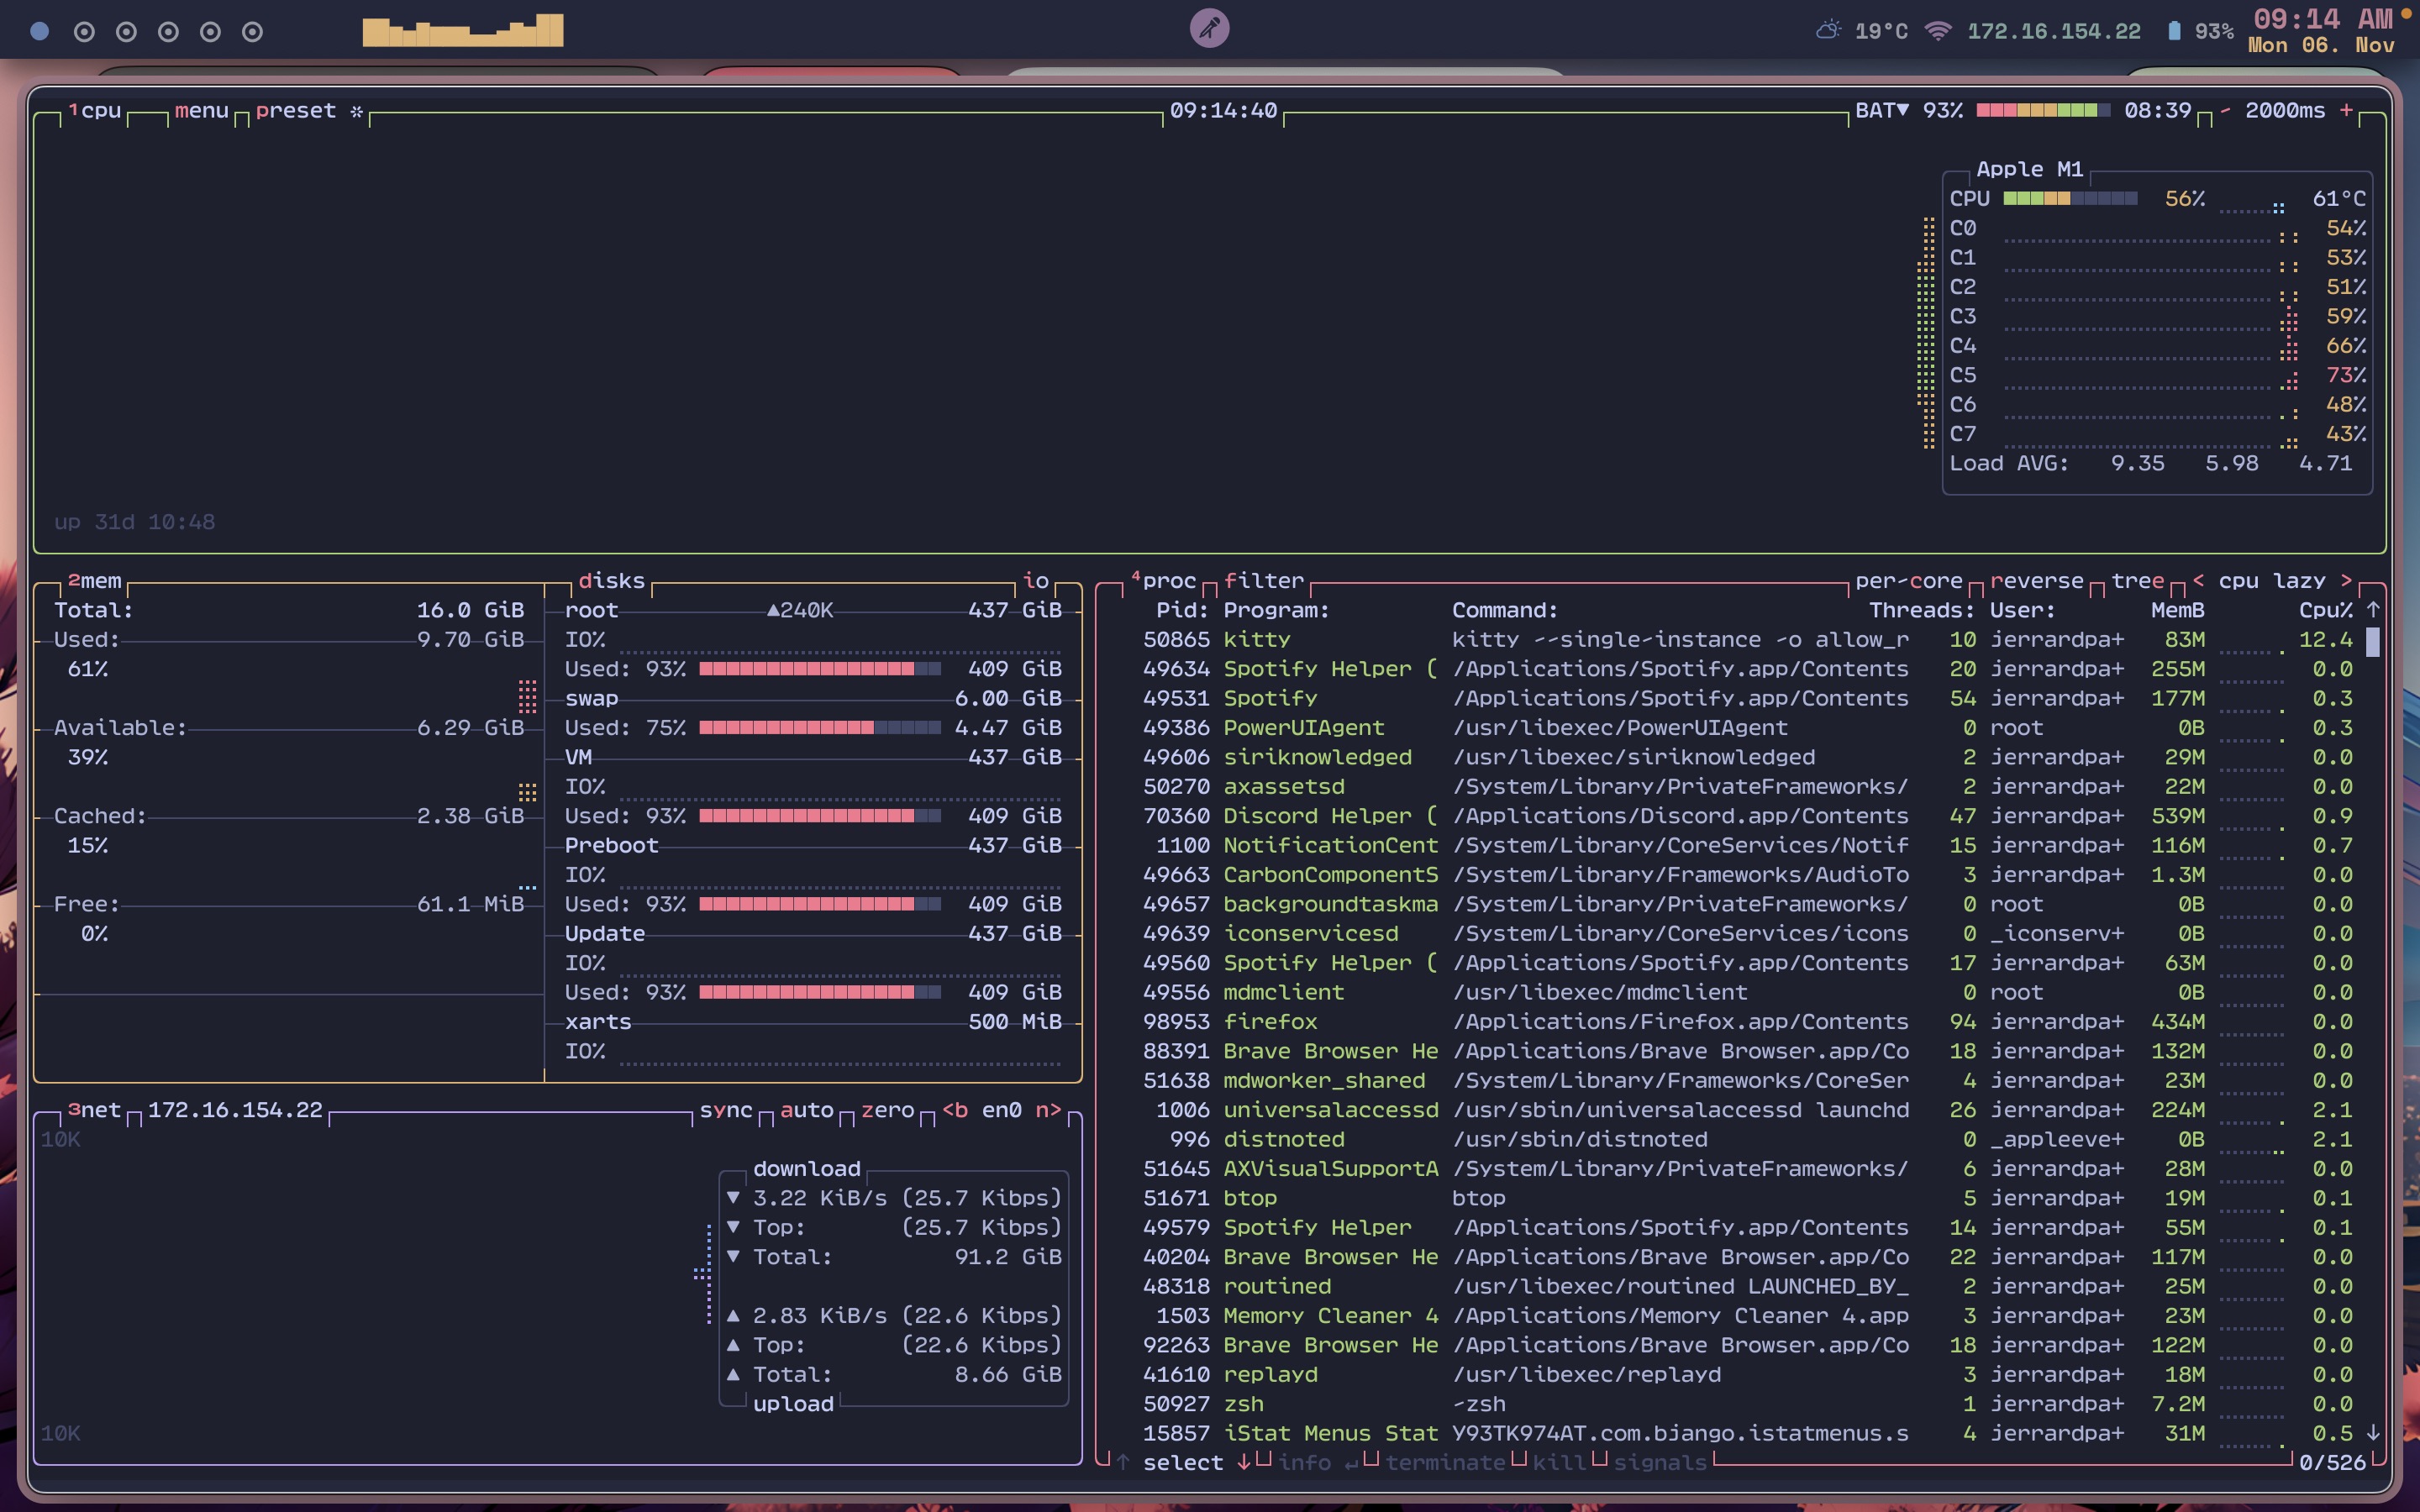 19°C 172.16.154.22 93% 09:14 AM
Mon 06. Nov
1cpu menu preset * 09:14:40 BAT▼ 93% 08:39 - 2000ms +
Apple M1
CPU 56% 61°C
C0 54%
C1 53%
C2 51%
C3 59%
C4 66%
C5 73%
C6 48%
C7 43%
Load AVG: 9.35 5.98 4.71
up 31d 10:48
2mem disks io
Total: 16.0 GiB
Used: 9.70 GiB
61%
Available: 6.29 GiB
39%
Cached: 2.38 GiB
15%
Free: 61.1 MiB
0%
root ▲240K 437 GiB
IO%
Used: 93% 409 GiB
swap 6.00 GiB
Used: 75% 4.47 GiB
VM 437 GiB
IO%
Used: 93% 409 GiB
Preboot 437 GiB
IO%
Used: 93% 409 GiB
Update 437 GiB
IO%
Used: 93% 409 GiB
xarts 500 MiB
IO%
3net 172.16.154.22 sync auto zero <b en0 n>
10K
download
▼ 3.22 KiB/s (25.7 Kibps)
▼ Top: (25.7 Kibps)
▼ Total: 91.2 GiB
▲ 2.83 KiB/s (22.6 Kibps)
▲ Top: (22.6 Kibps)
▲ Total: 8.66 GiB
upload
10K
4proc filter per-core reverse tree < cpu lazy >
Pid: Program: Command: Threads: User: MemB Cpu% ↑
50865 kitty kitty --single-instance -o allow_r 10 jerrardpa+ 83M 12.4
49634 Spotify Helper ( /Applications/Spotify.app/Contents 20 jerrardpa+ 255M 0.0
49531 Spotify /Applications/Spotify.app/Contents 54 jerrardpa+ 177M 0.3
49386 PowerUIAgent /usr/libexec/PowerUIAgent 0 root 0B 0.3
49606 siriknowledged /usr/libexec/siriknowledged 2 jerrardpa+ 29M 0.0
50270 axassetsd /System/Library/PrivateFrameworks/ 2 jerrardpa+ 22M 0.0
70360 Discord Helper ( /Applications/Discord.app/Contents 47 jerrardpa+ 539M 0.9
1100 NotificationCent /System/Library/CoreServices/Notif 15 jerrardpa+ 116M 0.7
49663 CarbonComponentS /System/Library/Frameworks/AudioTo 3 jerrardpa+ 1.3M 0.0
49657 backgroundtaskma /System/Library/PrivateFrameworks/ 0 root 0B 0.0
49639 iconservicesd /System/Library/CoreServices/icons 0 _iconserv+ 0B 0.0
49560 Spotify Helper ( /Applications/Spotify.app/Contents 17 jerrardpa+ 63M 0.0
49556 mdmclient /usr/libexec/mdmclient 0 root 0B 0.0
98953 firefox /Applications/Firefox.app/Contents 94 jerrardpa+ 434M 0.0
88391 Brave Browser He /Applications/Brave Browser.app/Co 18 jerrardpa+ 132M 0.0
51638 mdworker_shared /System/Library/Frameworks/CoreSer 4 jerrardpa+ 23M 0.0
1006 universalaccessd /usr/sbin/universalaccessd launchd 26 jerrardpa+ 224M 2.1
996 distnoted /usr/sbin/distnoted 0 _appleeve+ 0B 2.1
51645 AXVisualSupportA /System/Library/PrivateFrameworks/ 6 jerrardpa+ 28M 0.0
51671 btop btop 5 jerrardpa+ 19M 0.1
49579 Spotify Helper /Applications/Spotify.app/Contents 14 jerrardpa+ 55M 0.1
40204 Brave Browser He /Applications/Brave Browser.app/Co 22 jerrardpa+ 117M 0.0
48318 routined /usr/libexec/routined LAUNCHED_BY_ 2 jerrardpa+ 25M 0.0
1503 Memory Cleaner 4 /Applications/Memory Cleaner 4.app 3 jerrardpa+ 23M 0.0
92263 Brave Browser He /Applications/Brave Browser.app/Co 18 jerrardpa+ 122M 0.0
41610 replayd /usr/libexec/replayd 3 jerrardpa+ 18M 0.0
50927 zsh -zsh 1 jerrardpa+ 7.2M 0.0
15857 iStat Menus Stat Y93TK974AT.com.bjango.istatmenus.s 4 jerrardpa+ 31M 0.5 ↓
↑ select ↓ info ↵ terminate kill signals 0/526